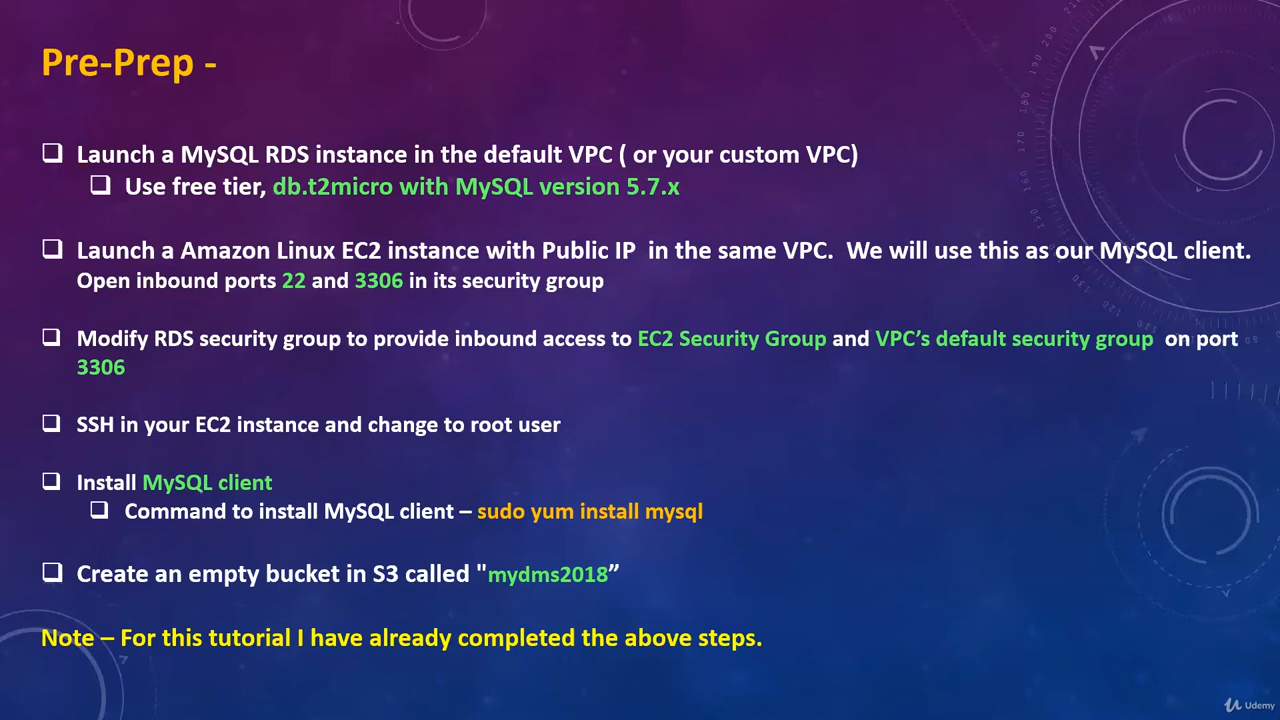 Pre-Prep -
Launch a MySQL RDS instance in the default VPC ( or your custom VPC)
Use free tier, db.t2micro with MySQL version 5.7.x
Launch a Amazon Linux EC2 instance with Public IP in the same VPC. We will use this as our MySQL client.
Open inbound ports 22 and 3306 in its security group
Modify RDS security group to provide inbound access to EC2 Security Group and VPC’s default security group on port
3306
SSH in your EC2 instance and change to root user
Install MySQL client
Command to install MySQL client – sudo yum install mysql
Create an empty bucket in S3 called "mydms2018”
Note – For this tutorial I have already completed the above steps.
Udemy